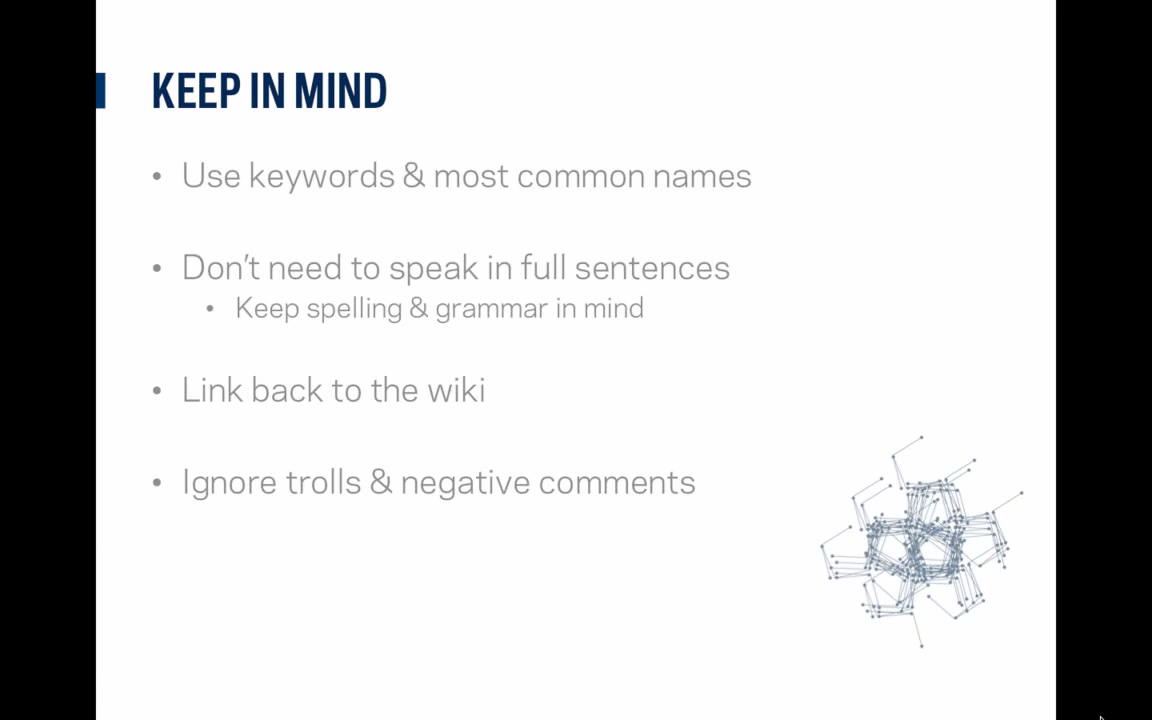 KEEP IN MIND
• Use keywords & most common names
• Don't need to speak in full sentences
• Keep spelling & grammar in mind
• Link back to the wiki
• Ignore trolls & negative comments